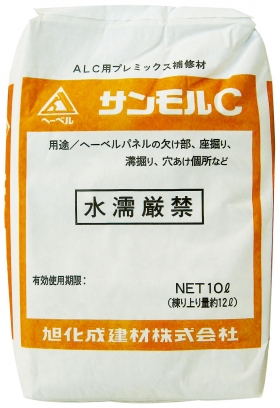 ALC用プレミックス補修材
ヘーベル
サンモルC
用途/ヘーベルパネルの欠け部、座掘り、
溝掘り、穴あけ個所など
水濡厳禁
有効使用期限:
NET10ℓ
(練り上り量約12ℓ)
旭化成建材株式会社